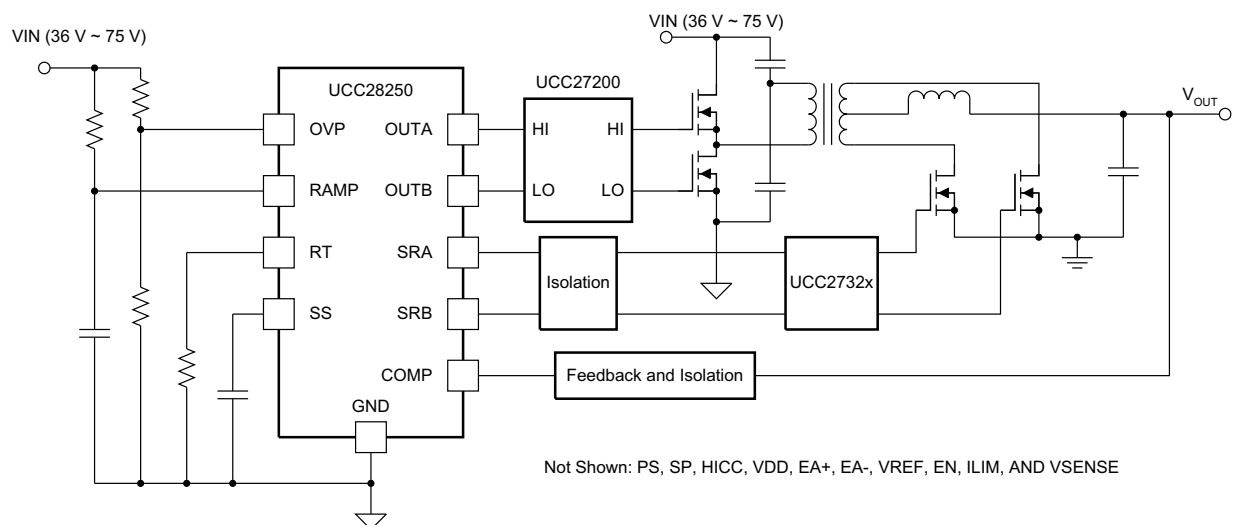 VIN (36 V ~ 75 V)
VIN (36 V ~ 75 V)
UCC28250
UCC27200
VOUT
OVP
OUTA
HI
HI
RAMP
OUTB
LO
LO
RT
SRA
Isolation
UCC2732x
SS
SRB
COMP
Feedback and Isolation
GND
Not Shown: PS, SP, HICC, VDD, EA+, EA-, VREF, EN, ILIM, AND VSENSE